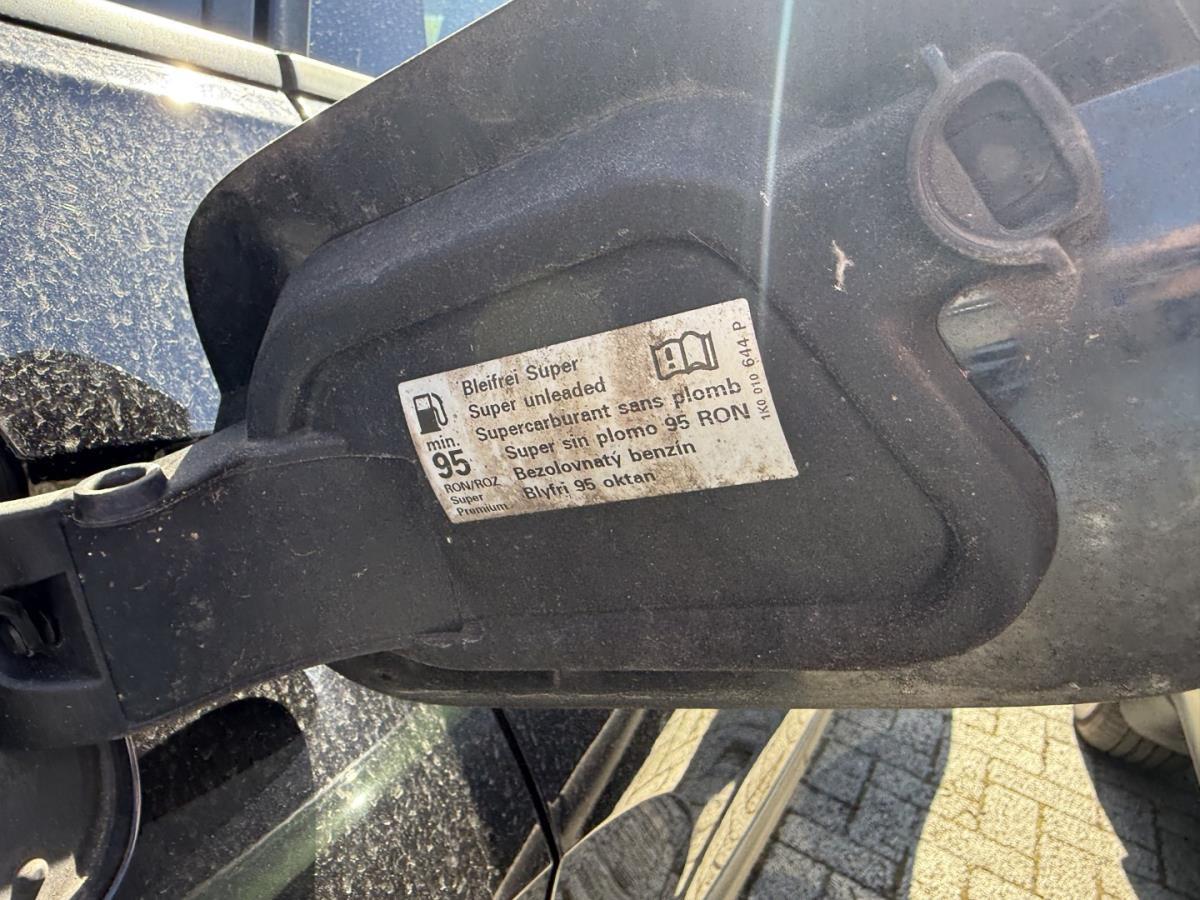 min.
95
RON/ROZ
Super
Premium
Bleifrei Super
Super unleaded
Supercarburant sans plomb
Super sin plomo 95 RON
Bezolovnatý benzín
Blyfri 95 oktan
1K0 010 644 P